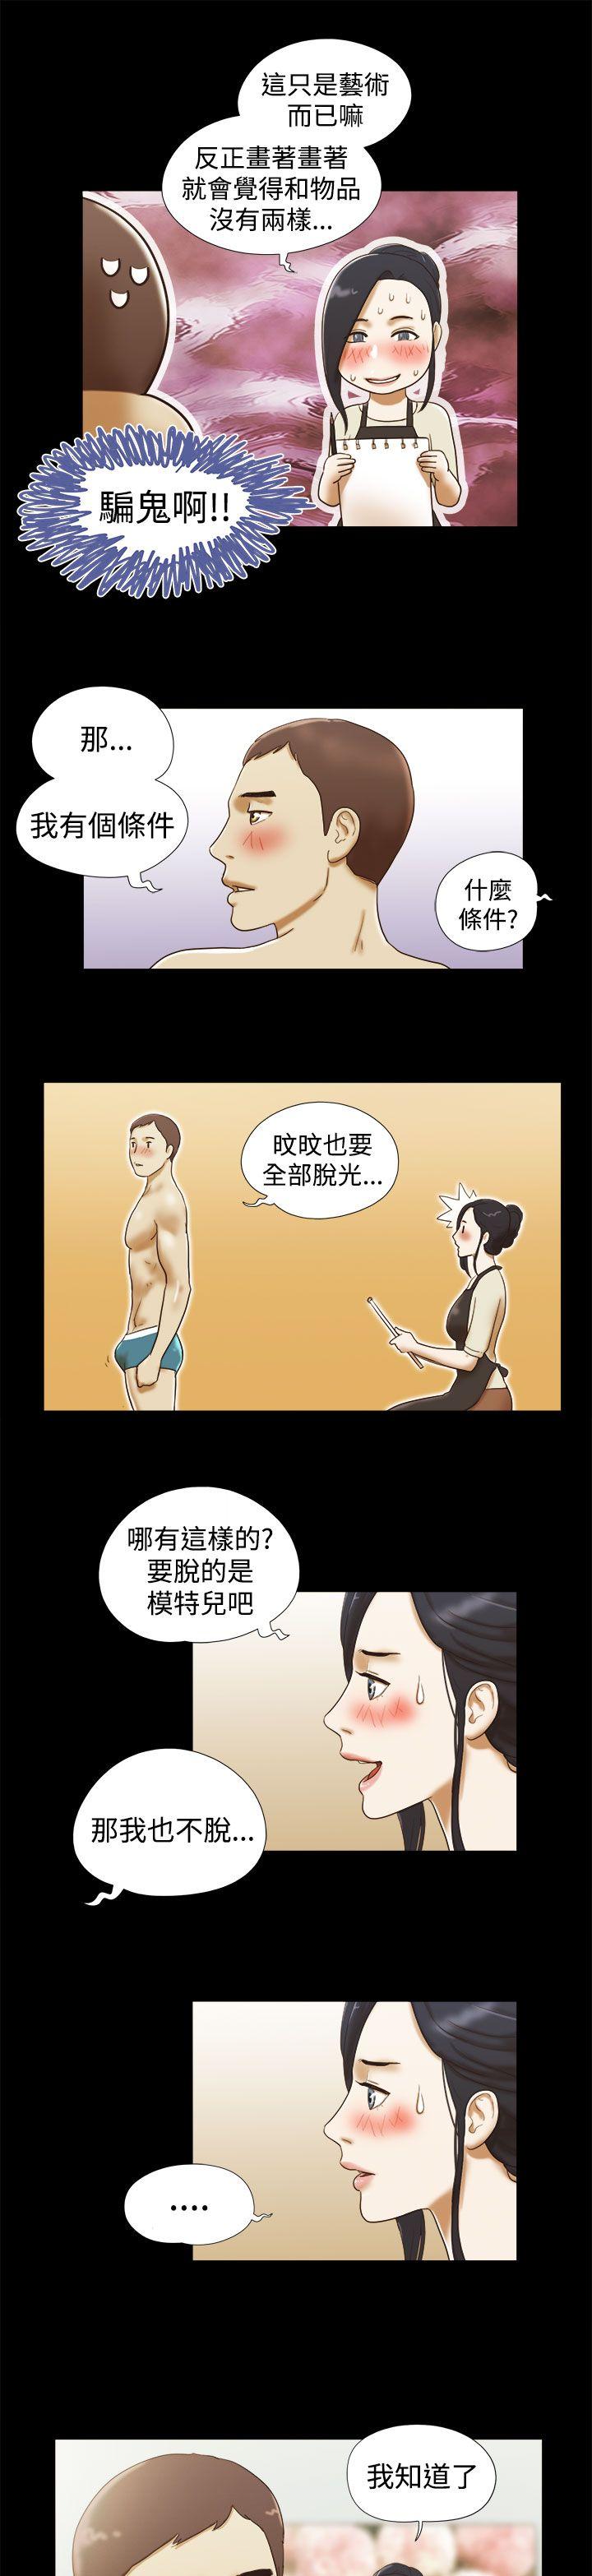 這只是藝術
而已嘛
反正畫著畫著
就會覺得和物品
沒有兩樣...
騙鬼啊!!
那...
我有個條件
什麼
條件?
旼旼也要
全部脫光...
哪有這樣的?
要脫的是
模特兒吧
那我也不脫...
....
我知道了